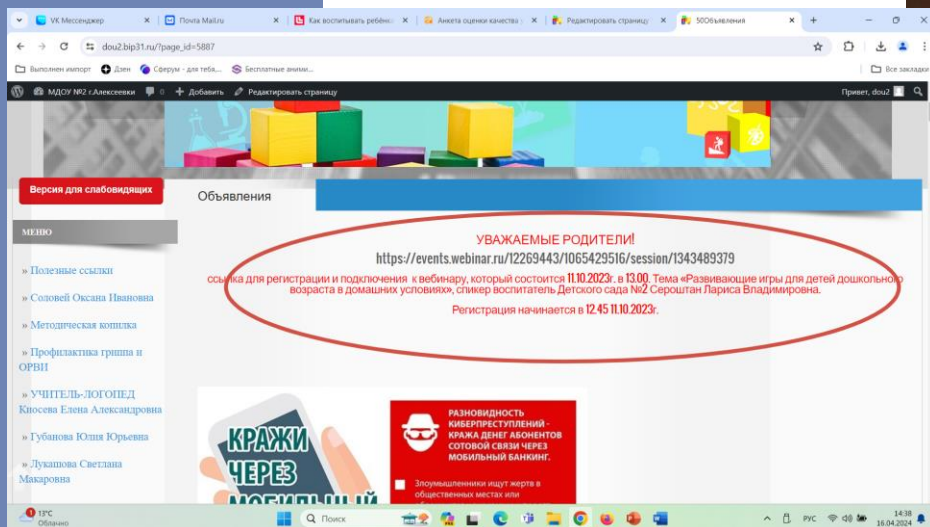 VK Мессенджер
Почта Mail.ru
Как воспитывать ребёнк
Анкета оценки качества
Редактировать страницу
50Объявления
dou2.bip31.ru/?page_id=5887
Выполнен импорт
Дзен
Сферум - для тебя,...
Бесплатные аними...
Все закладки
МДОУ №2 г.Алексеевки
0
Добавить
Редактировать страницу
Привет, dou2
Версия для слабовидящих
Объявления
МЕНЮ
» Полезные ссылки
» Соловей Оксана Ивановна
» Методическая копилка
» Профилактика гриппа и
ОРВИ
» УЧИТЕЛЬ-ЛОГОПЕД
Киосева Елена Александровна
» Губанова Юлия Юрьевна
» Лукашова Светлана
Макаровна
УВАЖАЕМЫЕ РОДИТЕЛИ!
https://events.webinar.ru/12269443/1065429516/session/1343489379
ссылка для регистрации и подключения к вебинару, который состоится 11.10.2023г. в 13.00. Тема «Развивающие игры для детей дошкольного
возраста в домашних условиях», спикер воспитатель Детского сада №2 Сероштан Лариса Владимировна.
Регистрация начинается в 12.45 11.10.2023г.
КРАЖИ
ЧЕРЕЗ
МОБИЛЬНЫЙ
РАЗНОВИДНОСТЬ
КИБЕРПРЕСТУПЛЕНИЙ -
КРАЖА ДЕНЕГ АБОНЕНТОВ
СОТОВОЙ СВЯЗИ ЧЕРЕЗ
МОБИЛЬНЫЙ БАНКИНГ.
Злоумышленники ищут жертв в
общественных местах или
1
13°C
Облачно
Поиск
РУС
14:38
16.04.2024